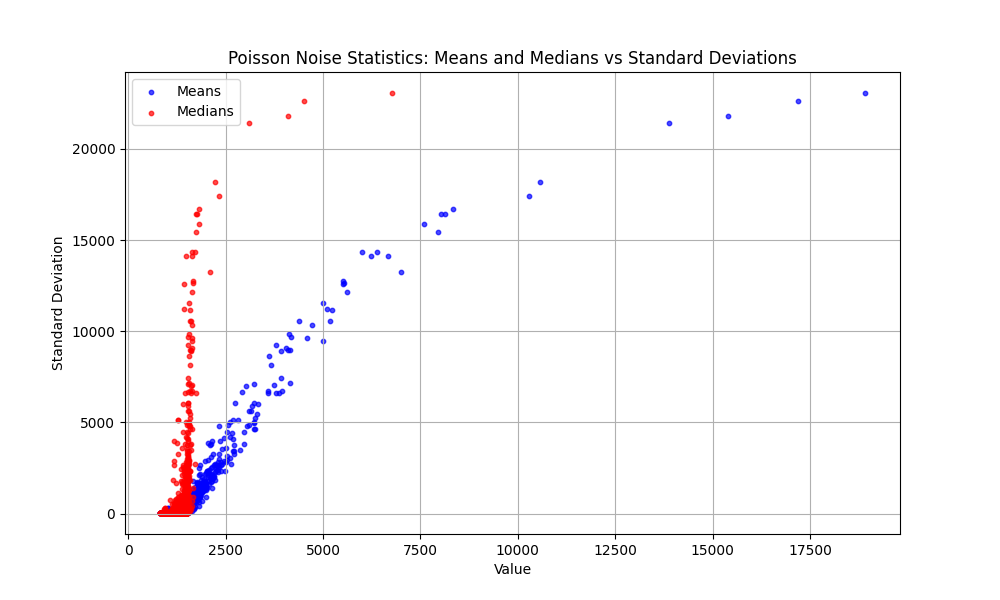 Poisson Noise Statistics: Means and Medians vs Standard Deviations
Means
Medians
20000
15000
10000
5000
0
Standard Deviation
0
2500
5000
7500
10000
12500
15000
17500
Value